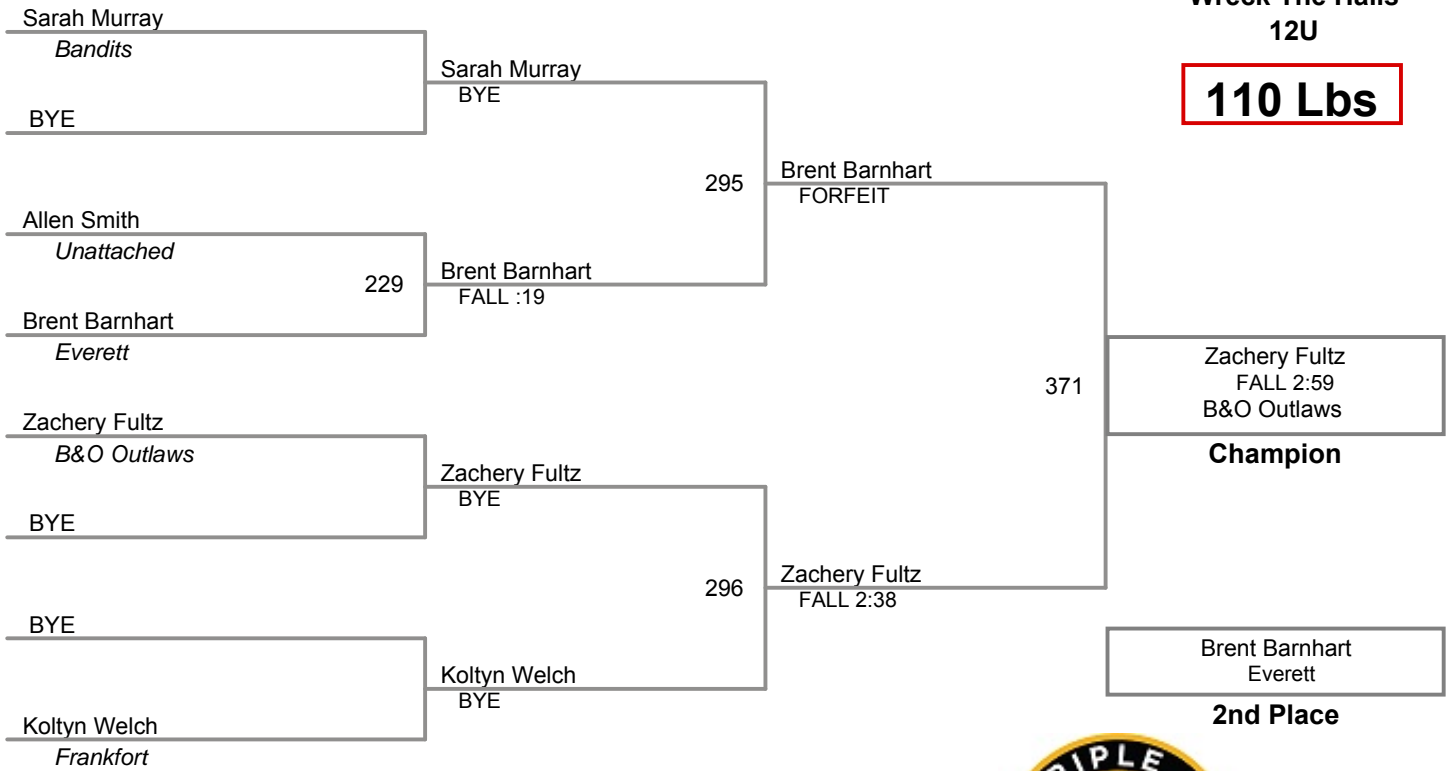 Wreck The Halls
12U
110 Lbs
Sarah Murray
Bandits
BYE
Sarah Murray
BYE
Allen Smith
Unattached
229
Brent Barnhart
Everett
Brent Barnhart
FALL :19
295
Brent Barnhart
FORFEIT
Zachery Fultz
B&O Outlaws
BYE
Zachery Fultz
BYE
BYE
Koltyn Welch
Frankfort
Koltyn Welch
BYE
296
Zachery Fultz
FALL 2:38
371
Zachery Fultz
FALL 2:59
B&O Outlaws
Champion
Brent Barnhart
Everett
2nd Place